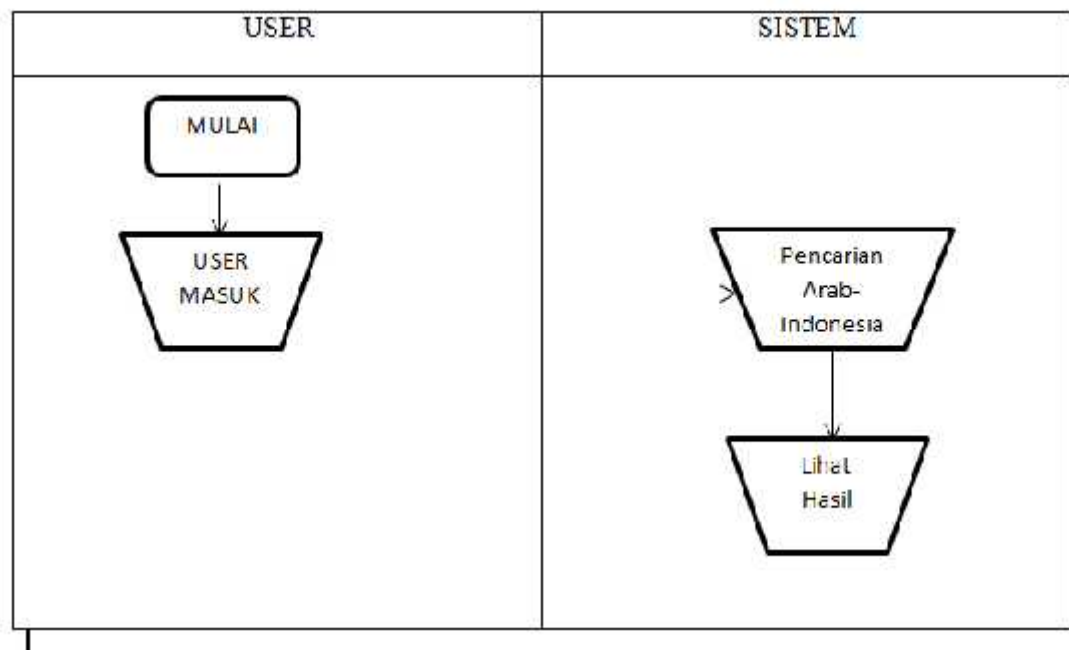 USER
SISTEM
MULAI
USER
MASUK
Pencarian
Arab-
Indonesia
Lihat
Hasil